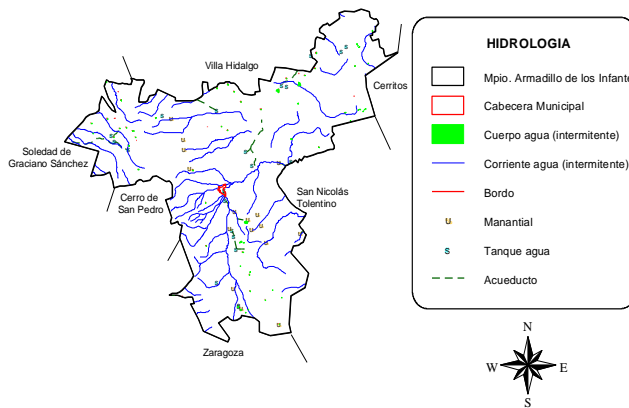 Villa Hidalgo
Cerritos
Soledad de
Graciano Sánchez
Cerro de
San Pedro
San Nicolás
Tolentino
Zaragoza
HIDROLOGIA
Mpio. Armadillo de los Infante
Cabecera Municipal
Cuerpo agua (intermitente)
Corriente agua (intermitente)
Bordo
u Manantial
s Tanque agua
Acueducto
N
W E
S